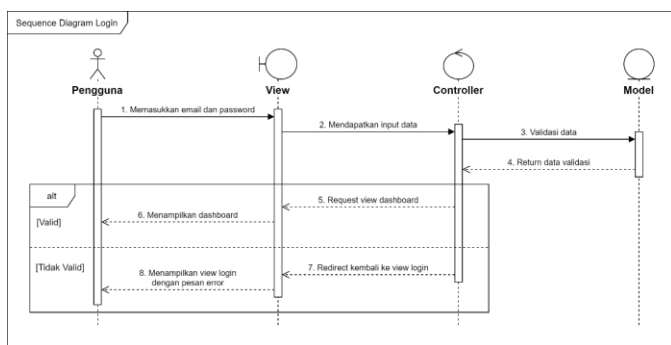 Sequence Diagram Login
Pengguna
View
Controller
Model
1. Memasukkan email dan password
2. Mendapatkan input data
3. Validasi data
4. Return data validasi
alt
5. Request view dashboard
[Valid]
6. Menampilkan dashboard
[Tidak Valid]
7. Redirect kembali ke view login
8. Menampilkan view login
dengan pesan error